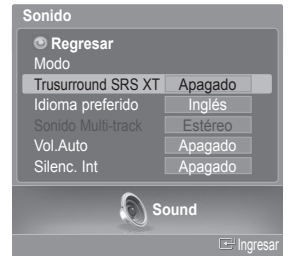 Sonido
Regresar
Modo
Trusurround SRS XT Apagado
Idioma preferido Inglés
Sonido Multi-track Estéreo
Vol.Auto Apagado
Silenc. Int Apagado
Sound
Ingresar